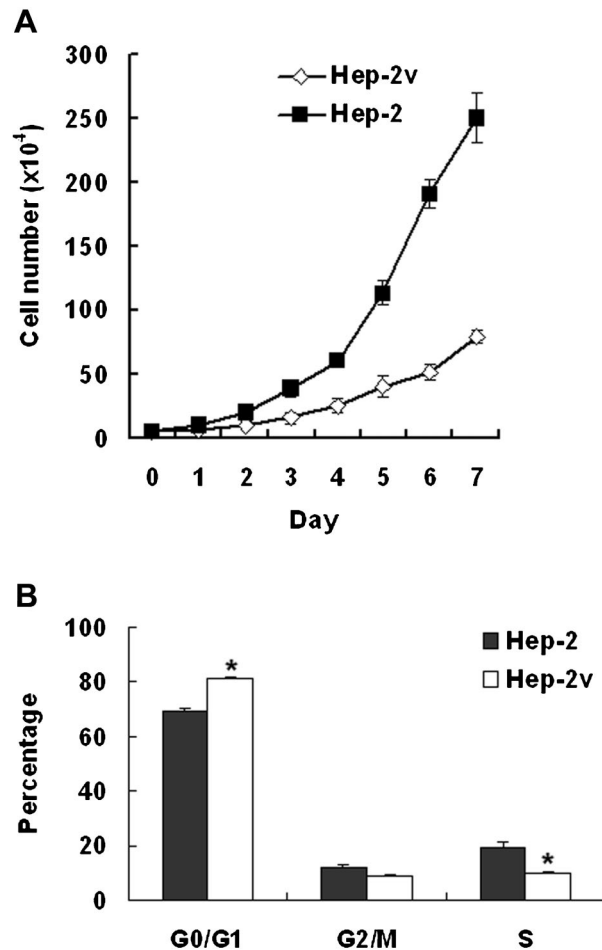 A
Hep-2v
Hep-2
300
250
200
150
100
50
0
Cell number (x10⁴)
0 1 2 3 4 5 6 7
Day
B
Hep-2
Hep-2v
100
80
60
40
20
0
Percentage
*
*
G0/G1 G2/M S